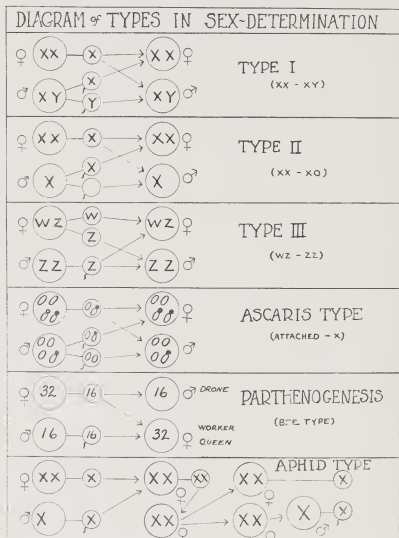 DIAGRAM of TYPES IN SEX-DETERMINATION
♀ XX X XX ♀
X
♂ XY Y XY ♂
TYPE I
(XX - XY)
♀ XX X XX ♀
X
♂ X X ♂
TYPE II
(XX - XO)
♀ WZ W WZ ♀
Z
♂ ZZ Z ZZ ♂
TYPE III
(WZ - ZZ)
♀ ♀
♂ ♂
ASCARIS TYPE
(ATTACHED - X)
♀ 32 16 16 ♂ DRONE
♂ 16 16 32 ♀ WORKER
QUEEN
PARTHENOGENESIS
(BEE TYPE)
APHID TYPE
♀ XX X XX XX XX X
♀ ♀
♂ X X XX XX X X
♀ ♀ ♂